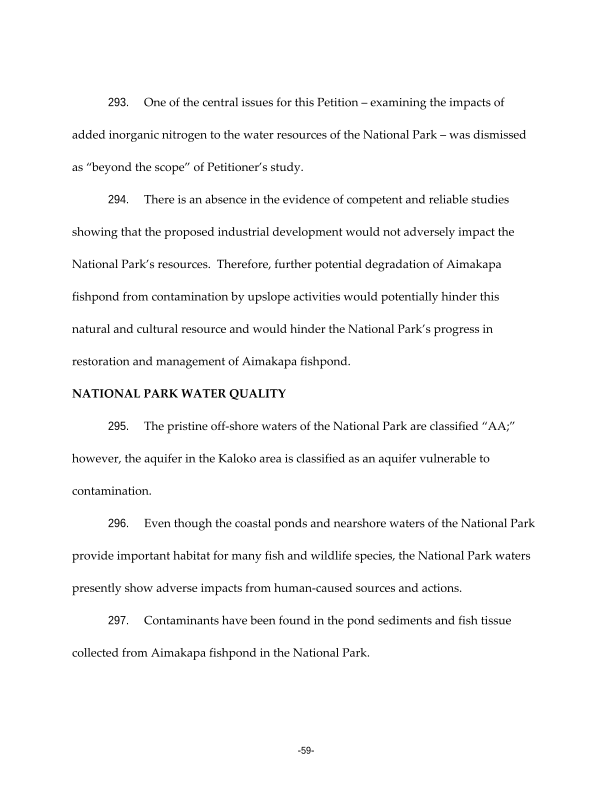 293. One of the central issues for this Petition – examining the impacts of
added inorganic nitrogen to the water resources of the National Park – was dismissed
as “beyond the scope” of Petitioner’s study.
294. There is an absence in the evidence of competent and reliable studies
showing that the proposed industrial development would not adversely impact the
National Park’s resources.  Therefore, further potential degradation of Aimakapa
fishpond from contamination by upslope activities would potentially hinder this
natural and cultural resource and would hinder the National Park’s progress in
restoration and management of Aimakapa fishpond.
NATIONAL PARK WATER QUALITY
295. The pristine off-shore waters of the National Park are classified “AA;”
however, the aquifer in the Kaloko area is classified as an aquifer vulnerable to
contamination.
296. Even though the coastal ponds and nearshore waters of the National Park
provide important habitat for many fish and wildlife species, the National Park waters
presently show adverse impacts from human-caused sources and actions.
297. Contaminants have been found in the pond sediments and fish tissue
collected from Aimakapa fishpond in the National Park.
-59-